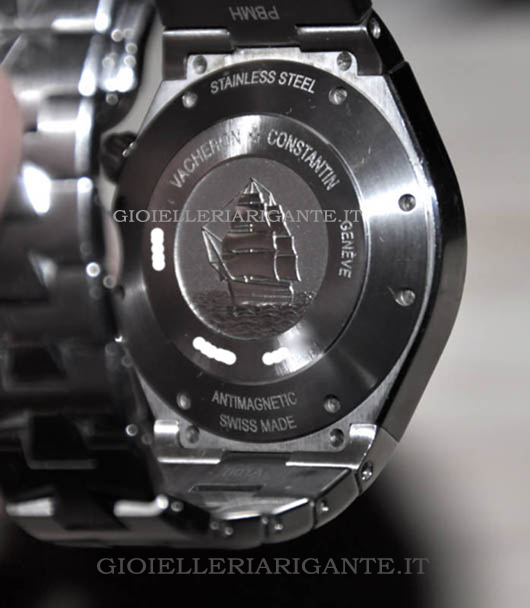 PBMH
STAINLESS STEEL
VACHERON CONSTANTIN
GENÈVE
GIOIELLERIARIGANTE.IT
ANTIMAGNETIC
SWISS MADE
GIOIELLERIARIGANTE.IT